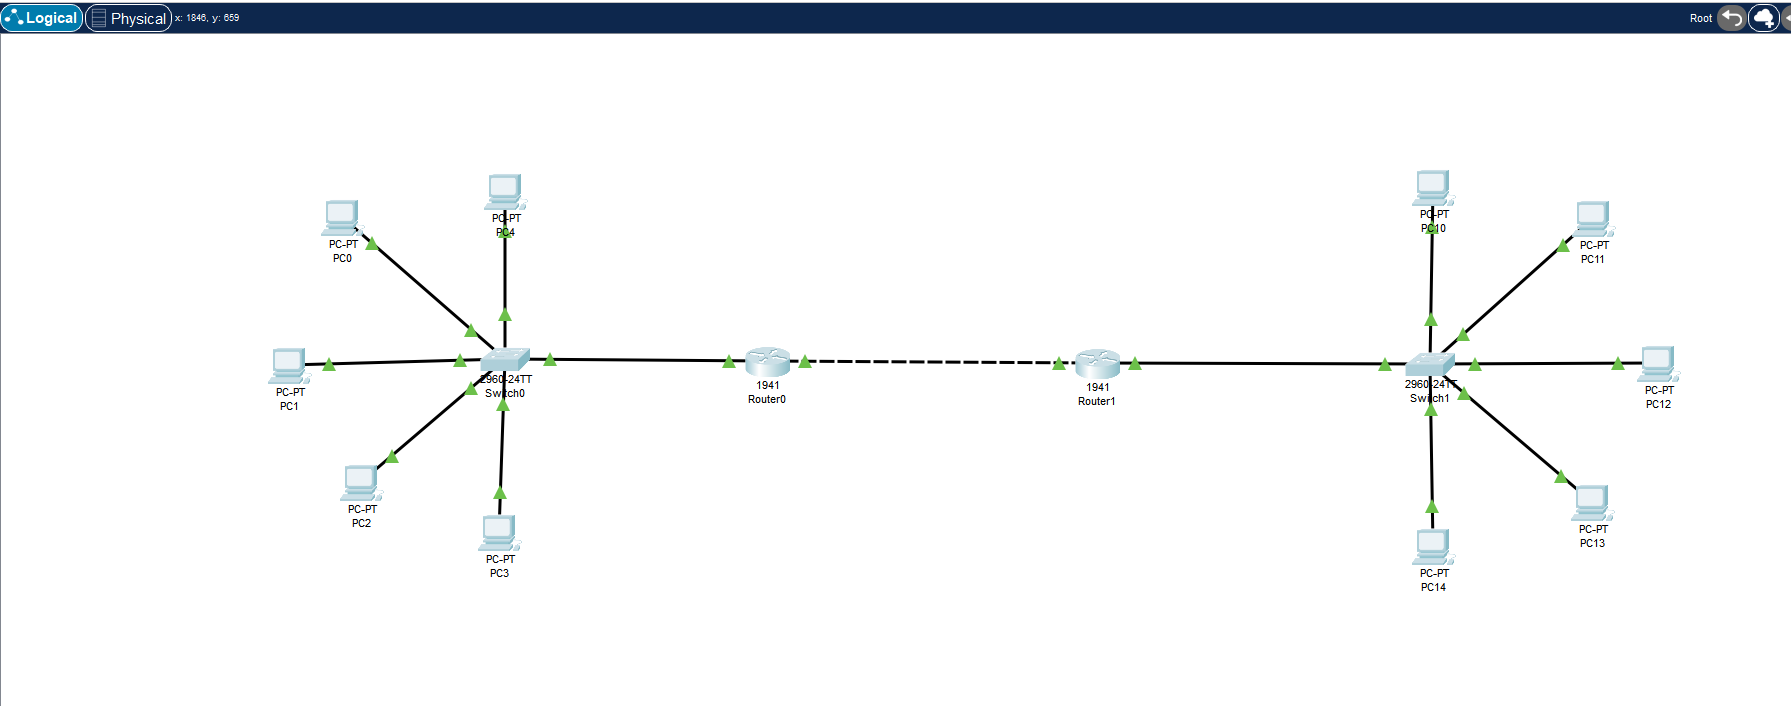 Logical
Physical
x: 1846, y: 659
Root
PC-PT
PC4
PC-PT
PC0
PC-PT
PC10
PC-PT
PC11
PC-PT
PC1
2960-24TT
Switch0
1941
Router0
1941
Router1
2960-24TT
Switch1
PC-PT
PC12
PC-PT
PC2
PC-PT
PC3
PC-PT
PC13
PC-PT
PC14